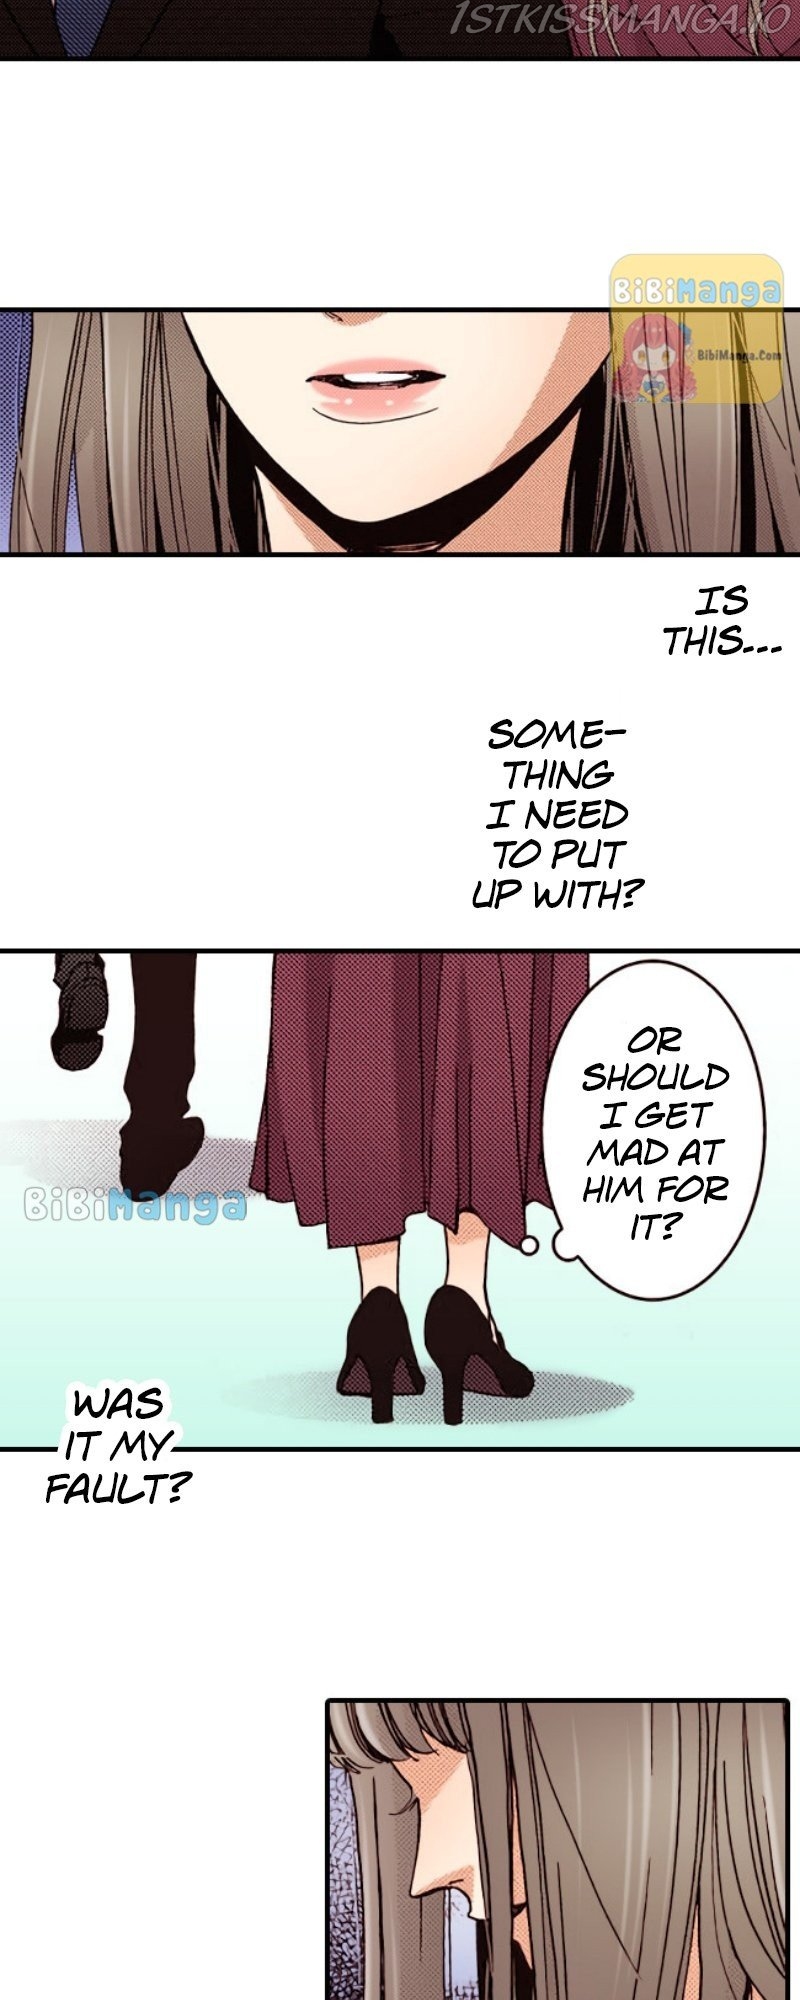 1STKISSMANGA.IO
BiBiManga
BibiManga.Com
IS
THIS...
SOME-
THING
I NEED
TO PUT
UP WITH?
OR
SHOULD
I GET
MAD AT
HIM FOR
IT?
BiBiManga
WAS
IT MY
FAULT?